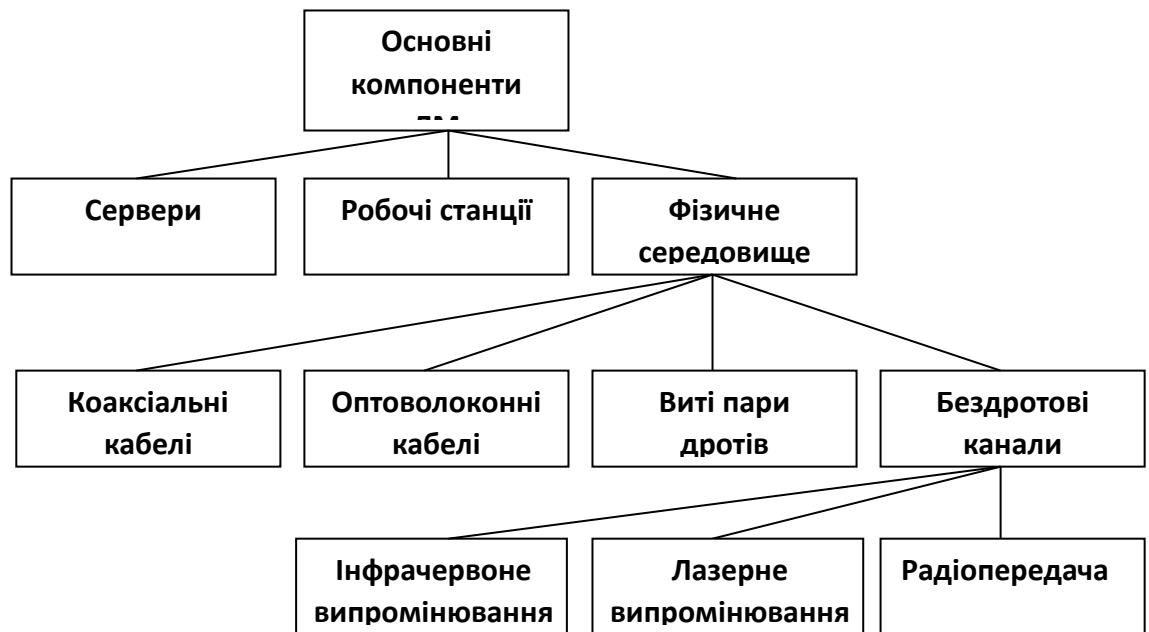 Основні
компоненти
Сервери
Робочі станції
Фізичне
середовище
Коаксіальні
кабелі
Оптоволоконні
кабелі
Виті пари
дротів
Бездротові
канали
Інфрачервоне
випромінювання
Лазерне
випромінювання
Радіопередача